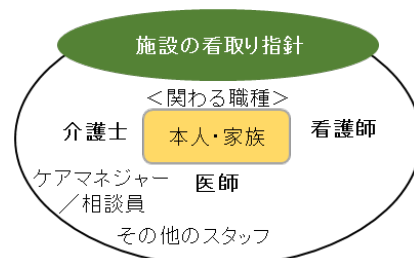 施設の看取り指針
＜関わる職種＞
介護士
本人・家族
看護師
ケアマネジャー
／相談員
医師
その他のスタッフ